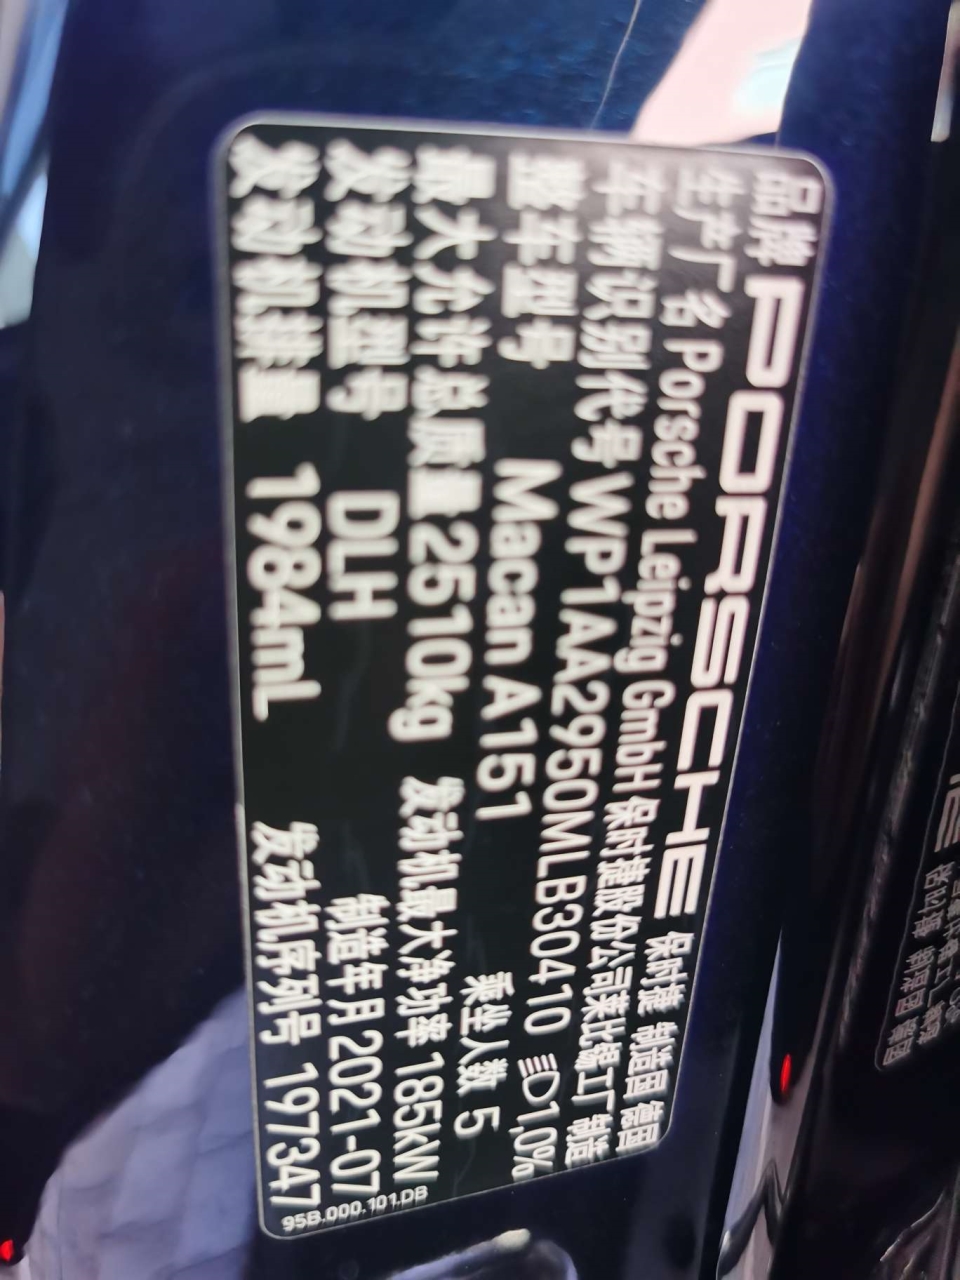 品牌 PORSCHE 保时捷 制造国 德国
生产厂名 Porsche Leipzig GmbH 保时捷股份公司莱比锡工厂制造
车辆识别代号 WP1AA2950MLB30410 1,0%
整车型号 Macan A151 乘坐人数 5
最大允许总质量 2510kg 发动机最大净功率 185kW
发动机型号 DLH 制造年月 2021-07
发动机排量 1984mL 发动机序列号 197347
95B.000.101.DB